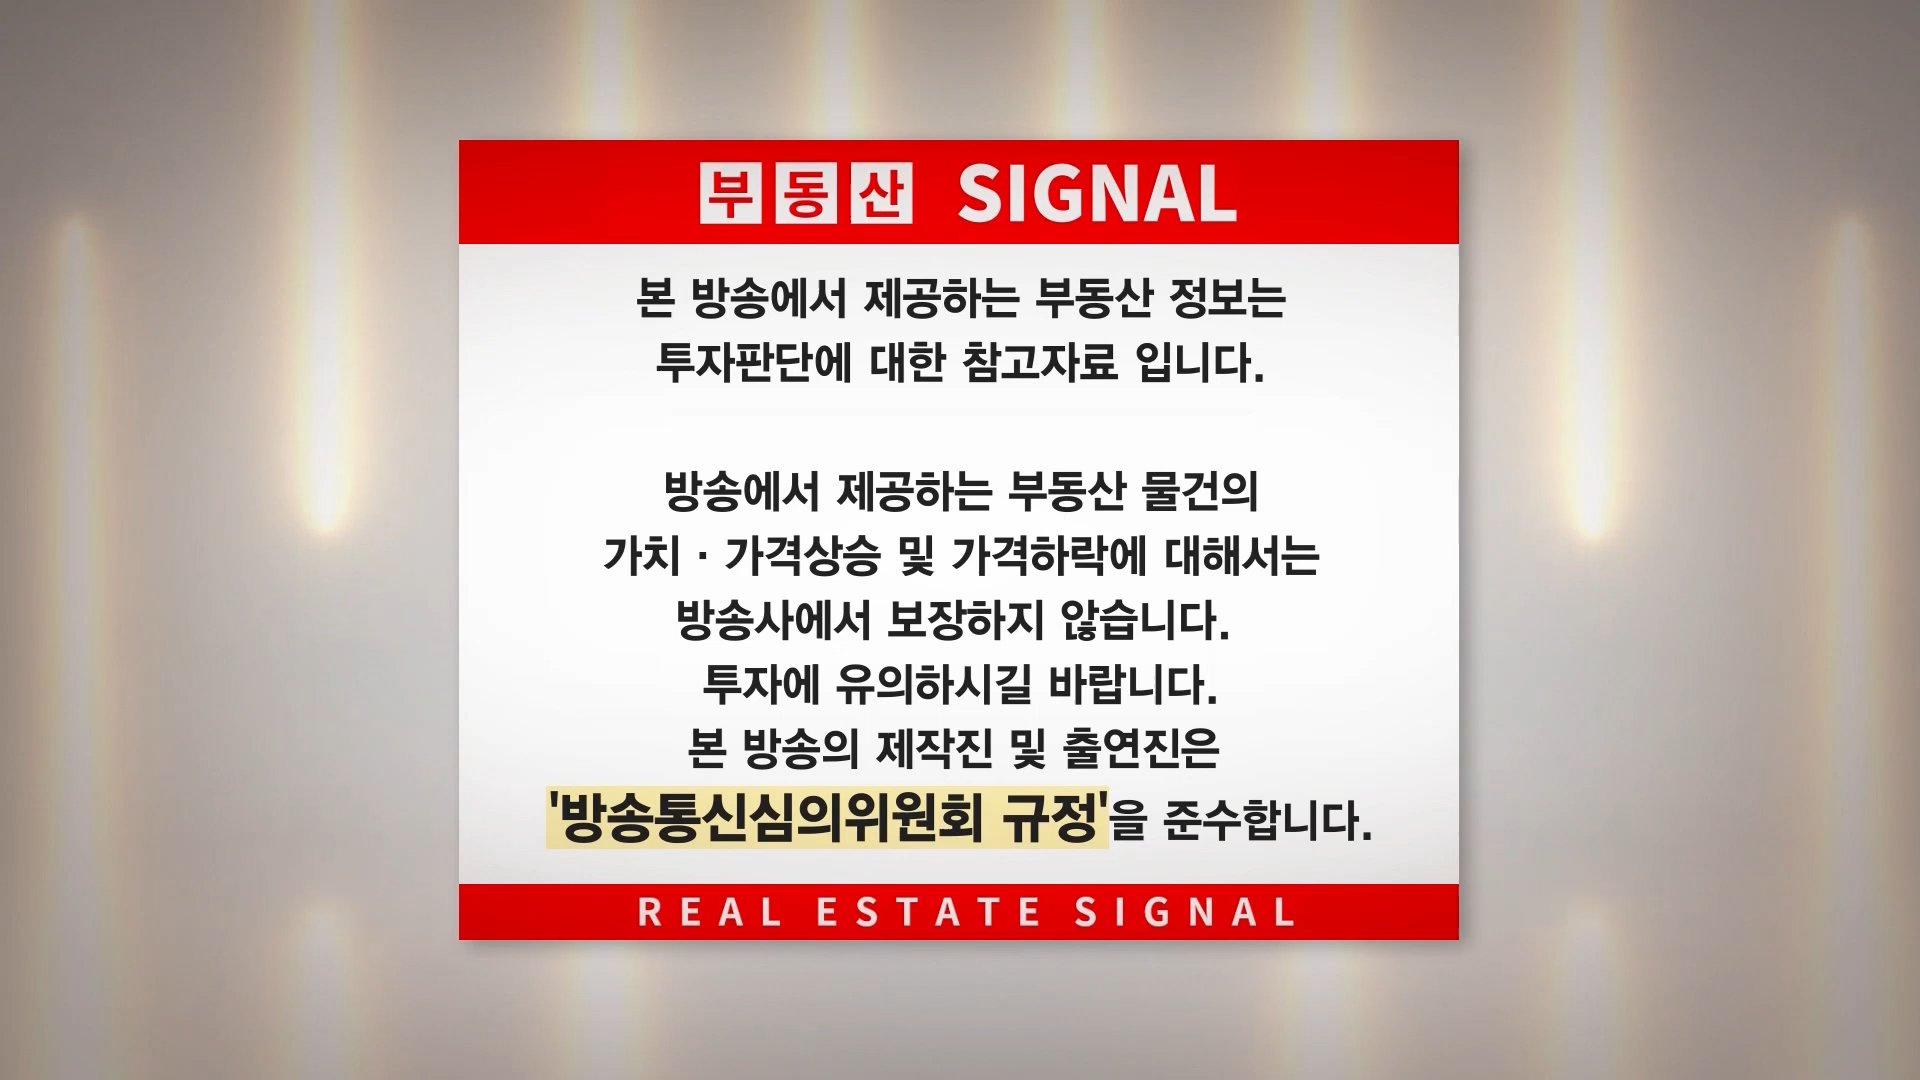 부동산 SIGNAL
본 방송에서 제공하는 부동산 정보는
투자판단에 대한 참고자료 입니다.
방송에서 제공하는 부동산 물건의
가치 · 가격상승 및 가격하락에 대해서는
방송사에서 보장하지 않습니다.
투자에 유의하시길 바랍니다.
본 방송의 제작진 및 출연진은
'방송통신심의위원회 규정'을 준수합니다.
REAL ESTATE SIGNAL